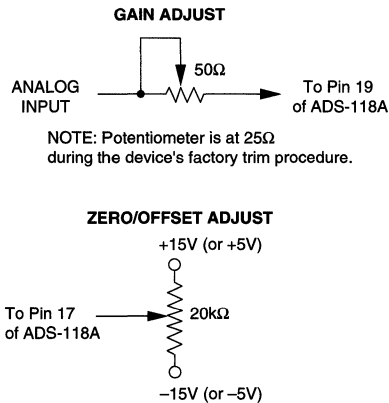 GAIN ADJUST
50Ω
ANALOG
INPUT
To Pin 19
of ADS-118A
NOTE: Potentiometer is at 25Ω
during the device's factory trim procedure.
ZERO/OFFSET ADJUST
+15V (or +5V)
To Pin 17
of ADS-118A
20kΩ
–15V (or –5V)